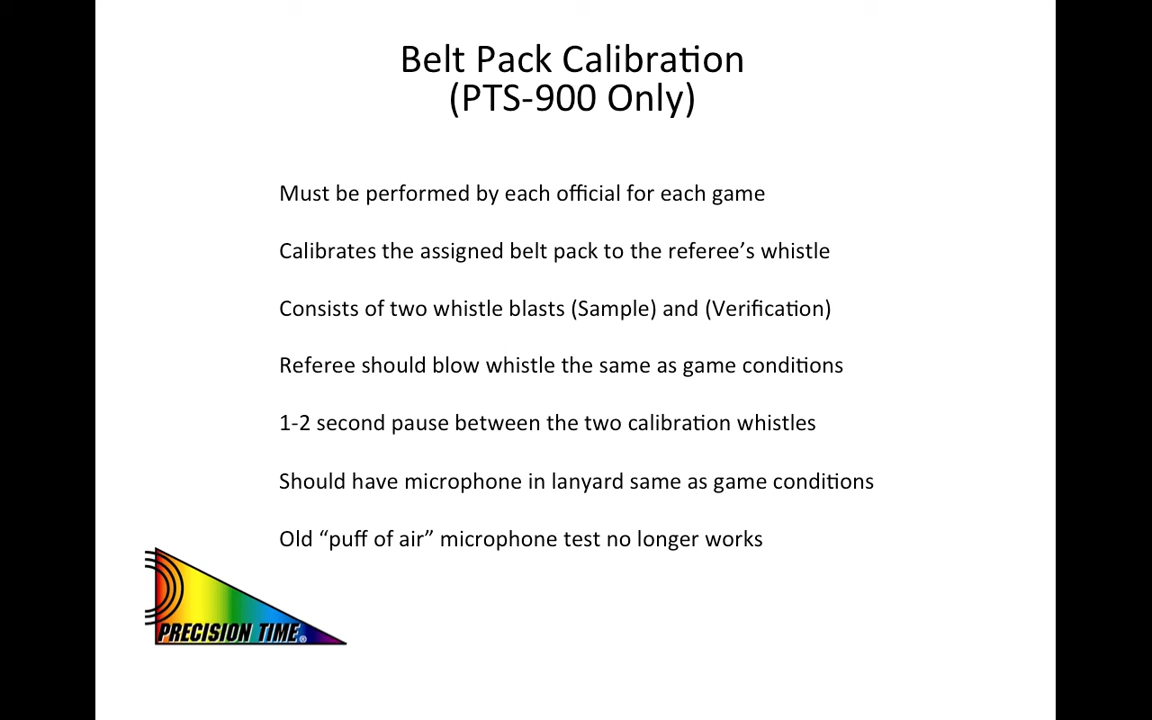 Belt Pack Calibration
(PTS-900 Only)
Must be performed by each official for each game
Calibrates the assigned belt pack to the referee’s whistle
Consists of two whistle blasts (Sample) and (Verification)
Referee should blow whistle the same as game conditions
1-2 second pause between the two calibration whistles
Should have microphone in lanyard same as game conditions
Old “puff of air” microphone test no longer works
PRECISION TIME®